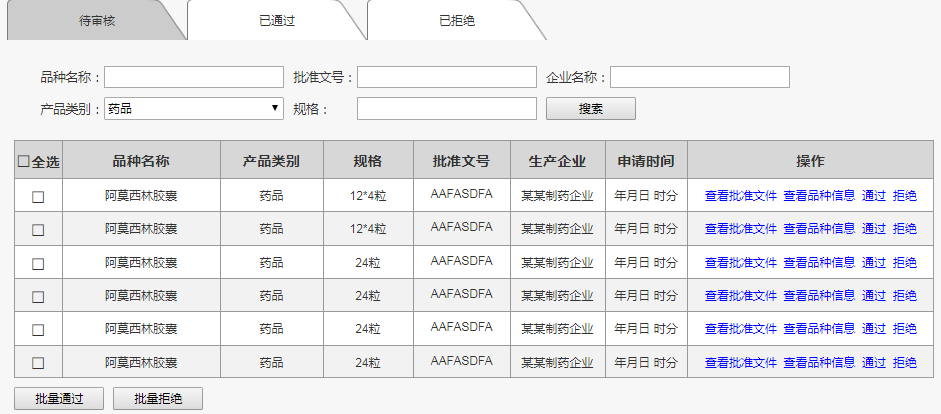 待审核 已通过 已拒绝
品种名称： 批准文号： 企业名称：
产品类别： 药品 规格： 搜索
全选 品种名称 产品类别 规格 批准文号 生产企业 申请时间 操作
阿莫西林胶囊 药品 12*4粒 AAFASDFA 某某制药企业 年月日 时分 查看批准文件 查看品种信息 通过 拒绝
阿莫西林胶囊 药品 12*4粒 AAFASDFA 某某制药企业 年月日 时分 查看批准文件 查看品种信息 通过 拒绝
阿莫西林胶囊 药品 24粒 AAFASDFA 某某制药企业 年月日 时分 查看批准文件 查看品种信息 通过 拒绝
阿莫西林胶囊 药品 24粒 AAFASDFA 某某制药企业 年月日 时分 查看批准文件 查看品种信息 通过 拒绝
阿莫西林胶囊 药品 24粒 AAFASDFA 某某制药企业 年月日 时分 查看批准文件 查看品种信息 通过 拒绝
阿莫西林胶囊 药品 24粒 AAFASDFA 某某制药企业 年月日 时分 查看批准文件 查看品种信息 通过 拒绝
批量通过 批量拒绝